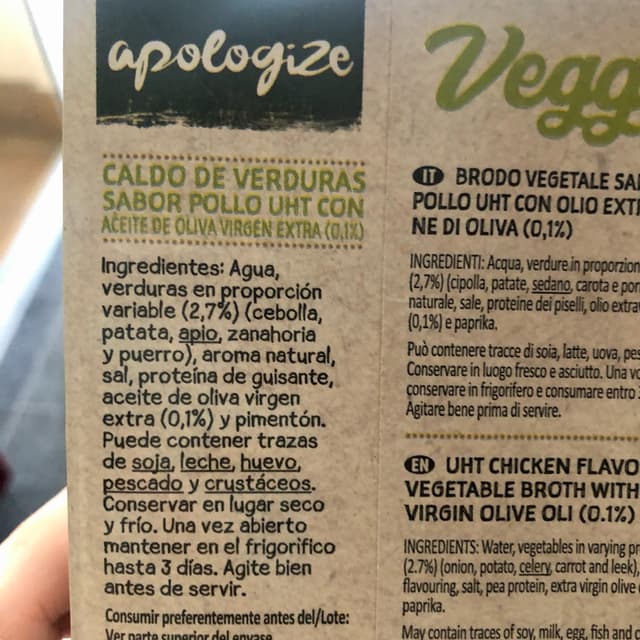 apologize
CALDO DE VERDURAS
SABOR POLLO UHT CON
ACEITE DE OLIVA VIRGEN EXTRA (0,1%)
Ingredientes: Agua,
verduras en proporción
variable (2,7%) (cebolla,
patata, apio, zanahoria
y puerro), aroma natural,
sal, proteína de guisante,
aceite de oliva virgen
extra (0,1%) y pimentón.
Puede contener trazas
de soja, leche, huevo,
pescado y crustáceos.
Conservar en lugar seco
y frío. Una vez abierto
mantener en el frigorifico
hasta 3 días. Agite bien
antes de servir.
Consumir preferentemente antes del/Lote:
Ver parte superior del envase
IT BRODO VEGETALE
POLLO UHT CON OLIO
NE DI OLIVA (0,1%)
INGREDIENTI: Acqua, verdure in
(2,7%) (cipolla, patate, sedano, carota e
naturale, sale, proteine dei piselli, olio
(0,1%) e paprika.
Può contenere tracce di soia, latte, uova,
Conservare in luogo fresco e asciutto. Una
conservare in frigorifero e consumare entro
Agitare bene prima di servire.
EN UHT CHICKEN
VEGETABLE BROTH WITH
VIRGIN OLIVE OLI (0.1%)
INGREDIENTS: Water, vegetables in varying
(2.7%) (onion, potato, celery, carrot and leek),
flavouring, salt, pea protein, extra virgin olive
paprika.
May contain traces of soy, milk, egg, fish and